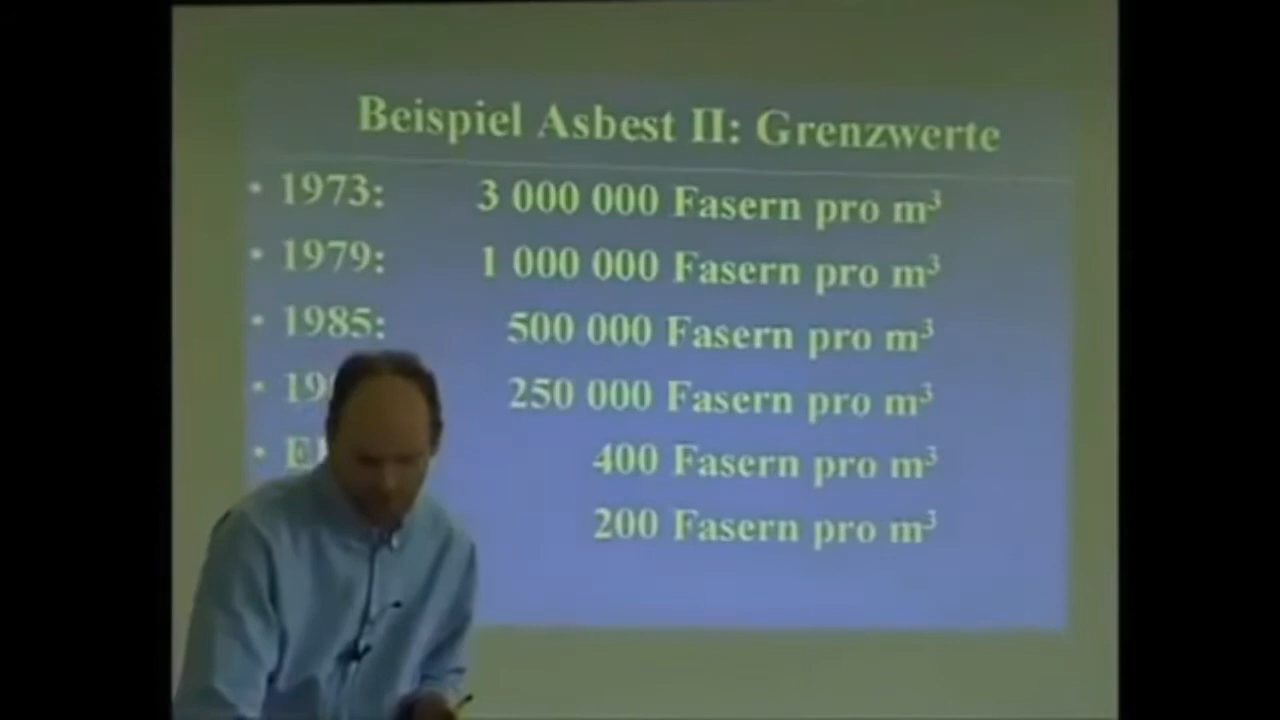 Beispiel Asbest II: Grenzwerte
• 1973: 3 000 000 Fasern pro m³
• 1979: 1 000 000 Fasern pro m³
• 1985: 500 000 Fasern pro m³
• 250 000 Fasern pro m³
• 400 Fasern pro m³
200 Fasern pro m³